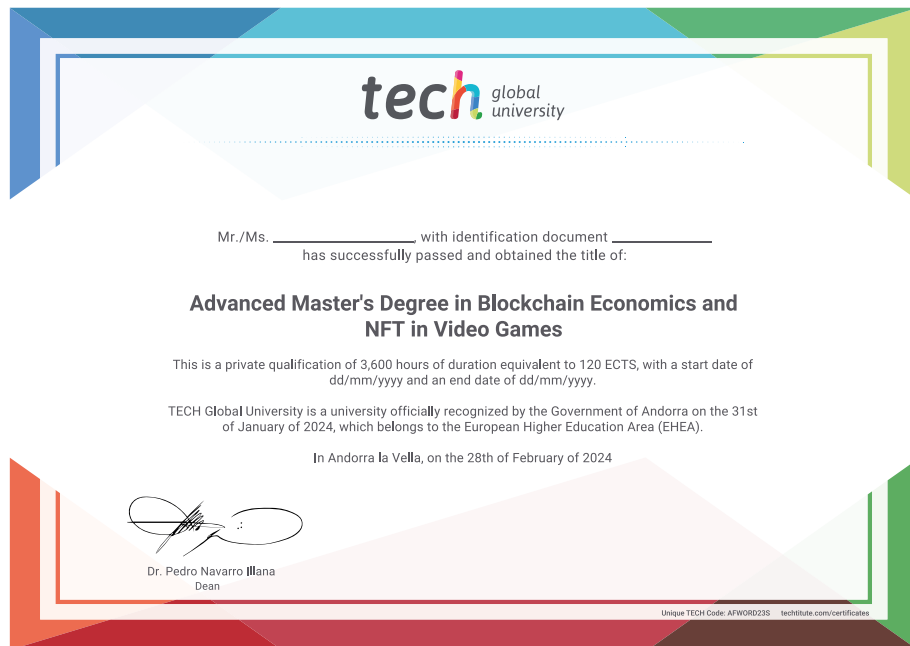 tech global university
Mr./Ms. ____________, with identification document ____________
has successfully passed and obtained the title of:
Advanced Master's Degree in Blockchain Economics and
NFT in Video Games
This is a private qualification of 3,600 hours of duration equivalent to 120 ECTS, with a start date of
dd/mm/yyyy and an end date of dd/mm/yyyy.
TECH Global University is a university officially recognized by the Government of Andorra on the 31st
of January of 2024, which belongs to the European Higher Education Area (EHEA).
In Andorra la Vella, on the 28th of February of 2024
Dr. Pedro Navarro Illana
Dean
Unique TECH Code: AFWORD23S techtitute.com/certificates